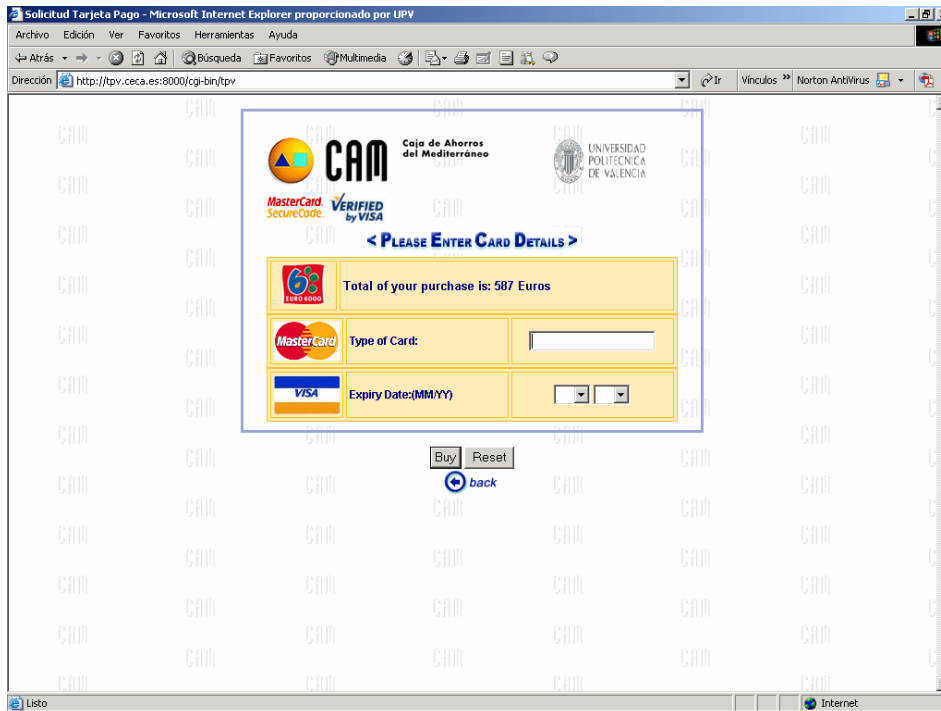 Solicitud Tarjeta Pago - Microsoft Internet Explorer proporcionado por UPV
Archivo Edición Ver Favoritos Herramientas Ayuda
Atrás Búsqueda Favoritos Multimedia
Dirección http://tpv.ceca.es:8000/cgi-bin/tpv Ir Vínculos » Norton AntiVirus
CAM
Caja de Ahorros
del Mediterráneo
UNIVERSIDAD
POLITECNICA
DE VALENCIA
MasterCard.
SecureCode.
VERIFIED
by VISA
< PLEASE ENTER CARD DETAILS >
6
EURO 6000
Total of your purchase is: 587 Euros
MasterCard
Type of Card:
VISA
Expiry Date:(MM/YY)
Buy Reset
back
Listo Internet